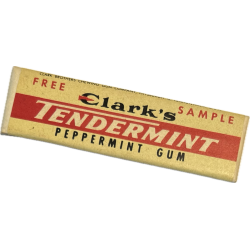 FREE SAMPLE
Clark's
TENDERMINT
PEPPERMINT GUM